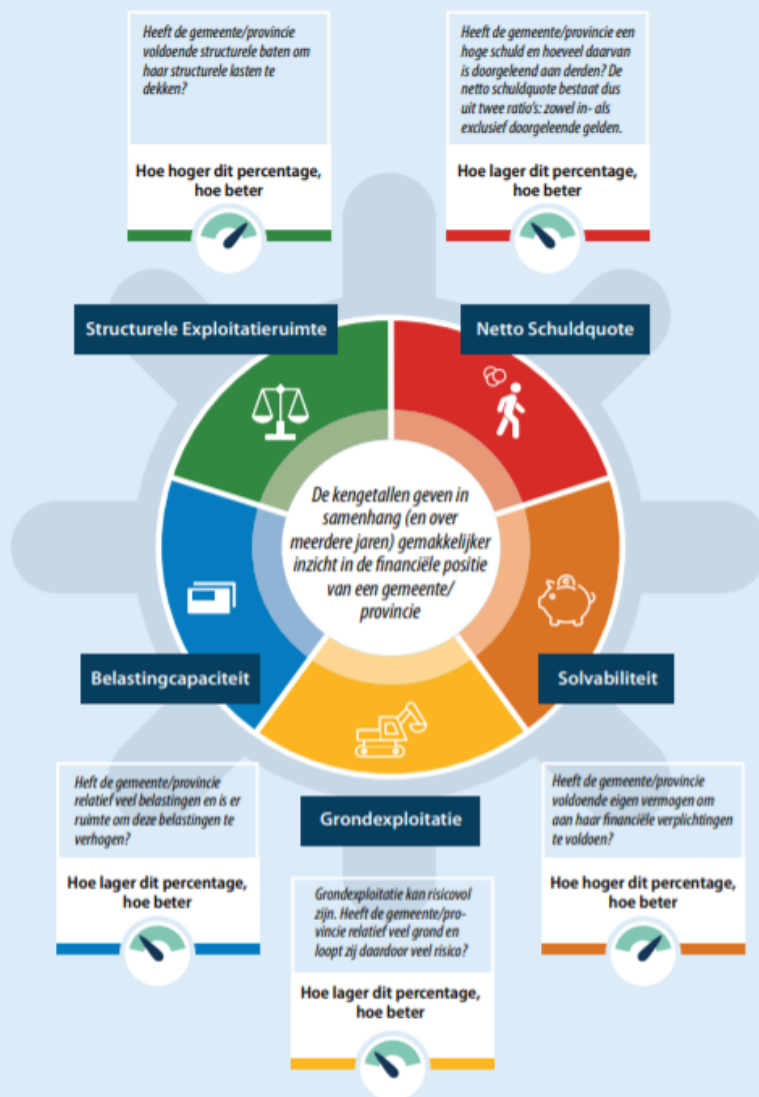 Heeft de gemeente/provincie
voldoende structurele baten om
haar structurele lasten te
dekken?
Hoe hoger dit percentage,
hoe beter
Heeft de gemeente/provincie een
hoge schuld en hoeveel daarvan
is doorgeleend aan derden? De
netto schuldquote bestaat dus
uit twee ratio's: zowel in- als
exclusief doorgeleende gelden.
Hoe lager dit percentage,
hoe beter
Structurele Exploitatieruimte
Netto Schuldquote
De kengetallen geven in
samenhang (en over
meerdere jaren) gemakkelijker
inzicht in de financiële positie
van een gemeente/
provincie
Belastingcapaciteit
Solvabiliteit
Grondexploitatie
Heft de gemeente/provincie
relatief veel belastingen en is er
ruimte om deze belastingen te
verhogen?
Hoe lager dit percentage,
hoe beter
Grondexploitatie kan risicovol
zijn. Heeft de gemeente/pro-
vincie relatief veel grond en
loopt zij daardoor veel risico?
Hoe lager dit percentage,
hoe beter
Heeft de gemeente/provincie
voldoende eigen vermogen om
aan haar financiële verplichtingen
te voldoen?
Hoe hoger dit percentage,
hoe beter